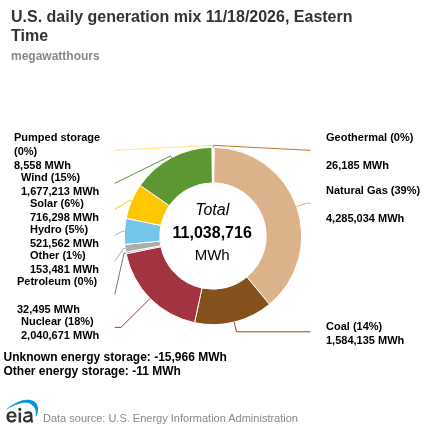 U.S. daily generation mix 11/18/2026, Eastern
Time
megawatthours
Pumped storage
(0%)
8,558 MWh
Wind (15%)
1,677,213 MWh
Solar (6%)
716,298 MWh
Hydro (5%)
521,562 MWh
Other (1%)
153,481 MWh
Petroleum (0%)
32,495 MWh
Nuclear (18%)
2,040,671 MWh
Total
11,038,716
MWh
Geothermal (0%)
26,185 MWh
Natural Gas (39%)
4,285,034 MWh
Coal (14%)
1,584,135 MWh
Unknown energy storage: -15,966 MWh
Other energy storage: -11 MWh
eia
Data source: U.S. Energy Information Administration